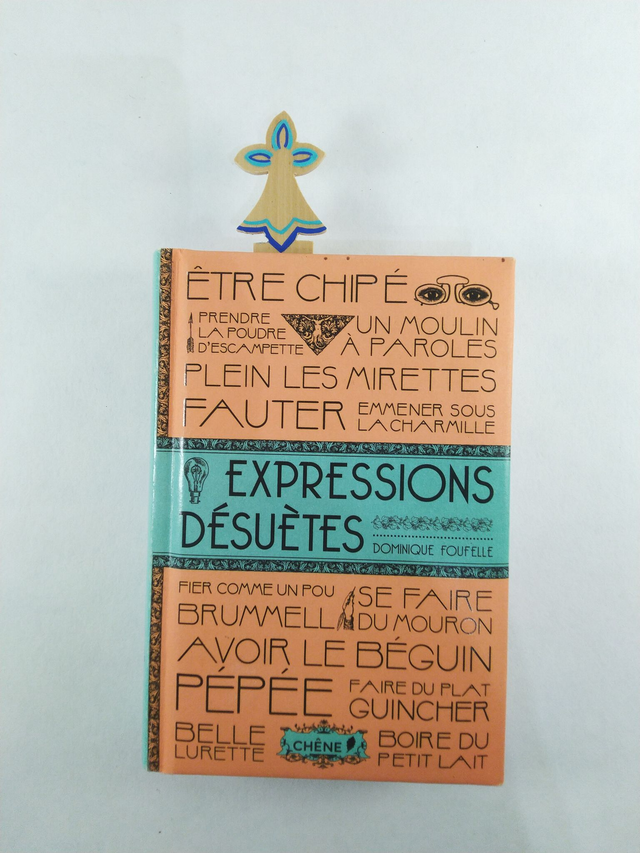 ÊTRE CHIPÉ
PRENDRE
LA POUDRE
D'ESCAMPETTE
UN MOULIN
À PAROLES
PLEIN LES MIRETTES
FAUTER
EMMENER SOUS
LA CHARMILLE
EXPRESSIONS
DÉSUÈTES
DOMINIQUE FOUFELLE
FIER COMME UN POU
BRUMMELL
SE FAIRE
DU MOURON
AVOIR LE BÉGUIN
PÉPÉE
FAIRE DU PLAT
GUINCHER
BELLE
LURETTE
CHÊNE
BOIRE DU
PETIT LAIT